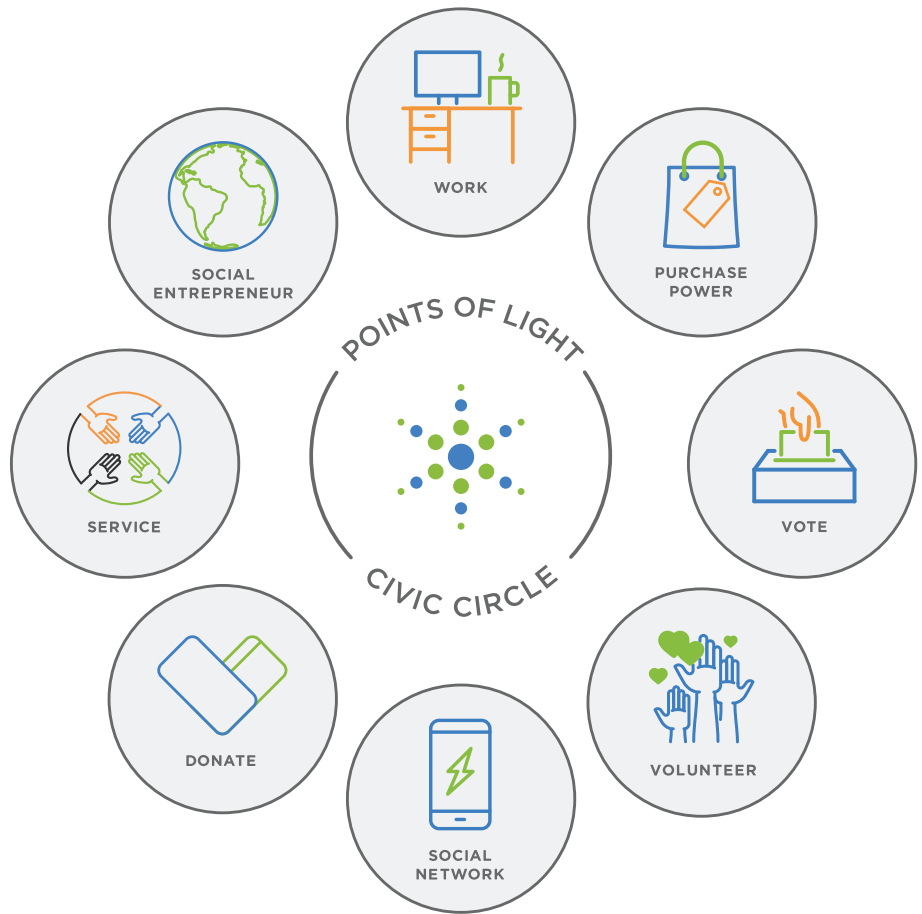 WORK
PURCHASE
POWER
VOTE
VOLUNTEER
SOCIAL
NETWORK
DONATE
SERVICE
SOCIAL
ENTREPRENEUR
POINTS OF LIGHT
CIVIC CIRCLE